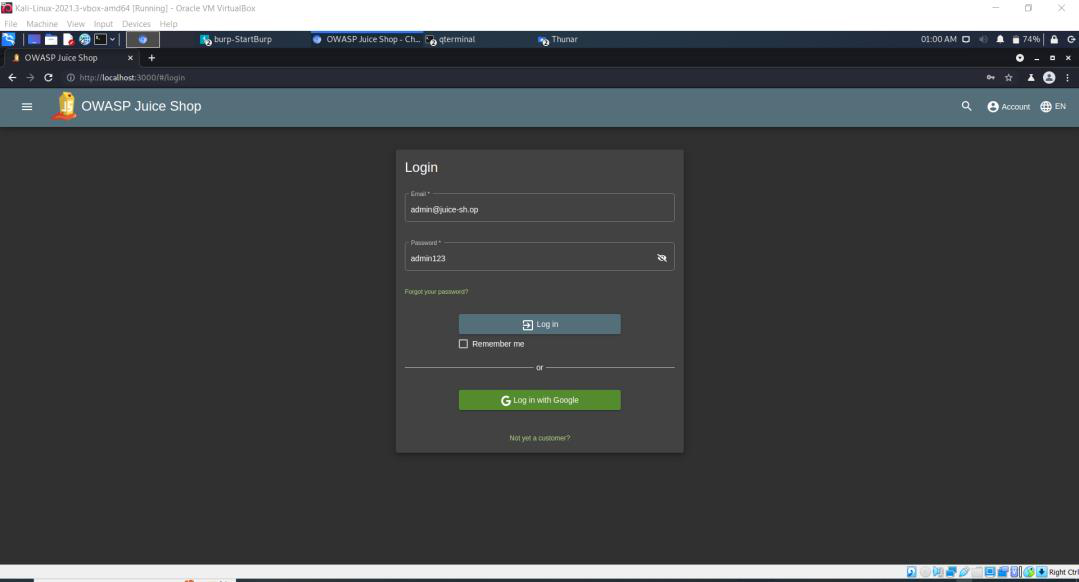 Kali-Linux-2021.3-vbox-amd64 [Running] - Oracle VM VirtualBox
File Machine View Input Devices Help
burp-StartBurp OWASP Juice Shop - Ch... qterminal Thunar 01:00 AM 74%
OWASP Juice Shop
http://localhost:3000/#/login
OWASP Juice Shop Account EN
Login
Email *
admin@juice-sh.op
Password *
admin123
Forgot your password?
Log in
Remember me
or
Log in with Google
Not yet a customer?
Right Ctrl